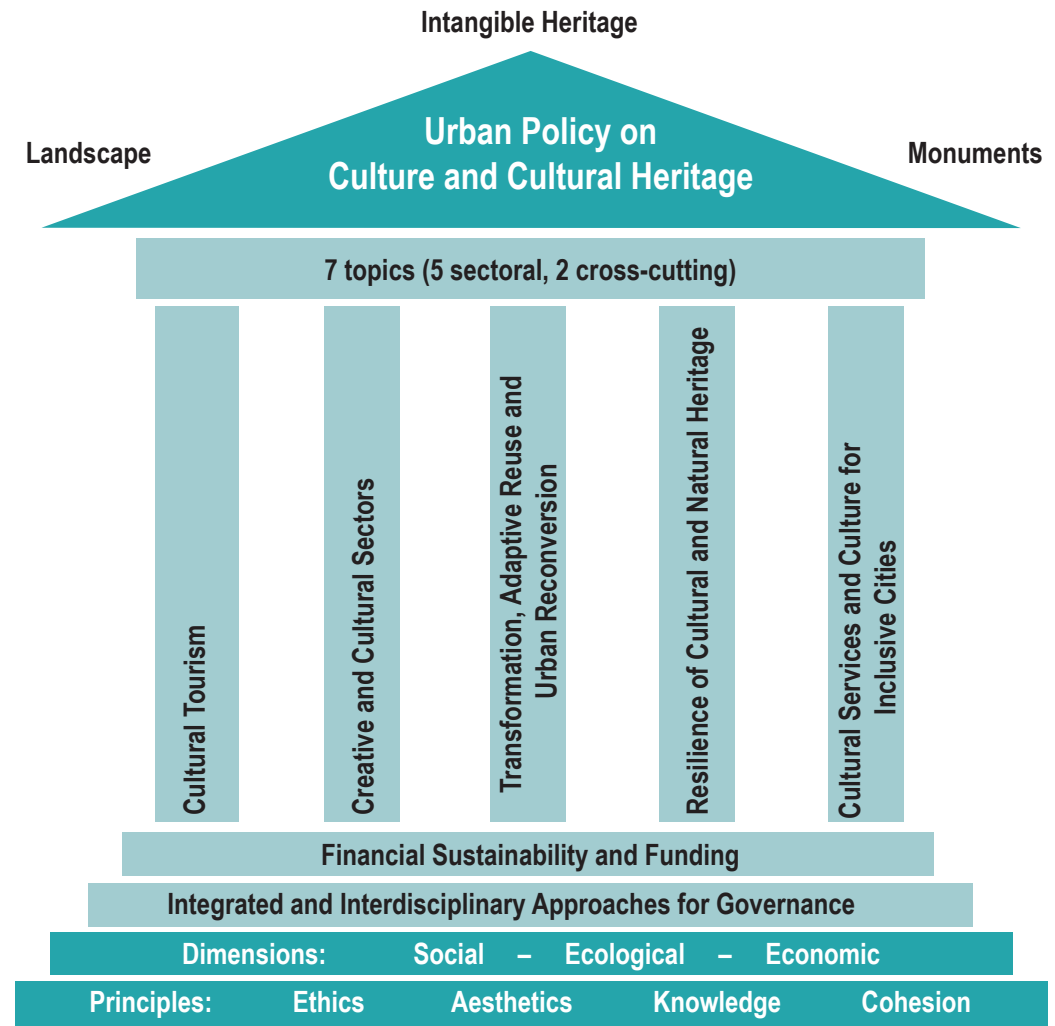 Intangible Heritage
Landscape
Urban Policy on
Culture and Cultural Heritage
Monuments
7 topics (5 sectoral, 2 cross-cutting)
Cultural Tourism
Creative and Cultural Sectors
Transformation, Adaptive Reuse and
Urban Reconversion
Resilience of Cultural and Natural Heritage
Cultural Services and Culture for
Inclusive Cities
Financial Sustainability and Funding
Integrated and Interdisciplinary Approaches for Governance
Dimensions: Social – Ecological – Economic
Principles: Ethics Aesthetics Knowledge Cohesion